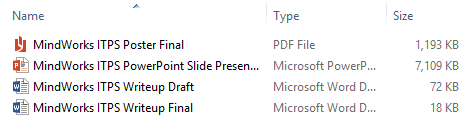 Name Type Size
MindWorks ITPS Poster Final PDF File 1,193 KB
MindWorks ITPS PowerPoint Slide Presen... Microsoft PowerP... 7,109 KB
MindWorks ITPS Writeup Draft Microsoft Word D... 72 KB
MindWorks ITPS Writeup Final Microsoft Word D... 18 KB